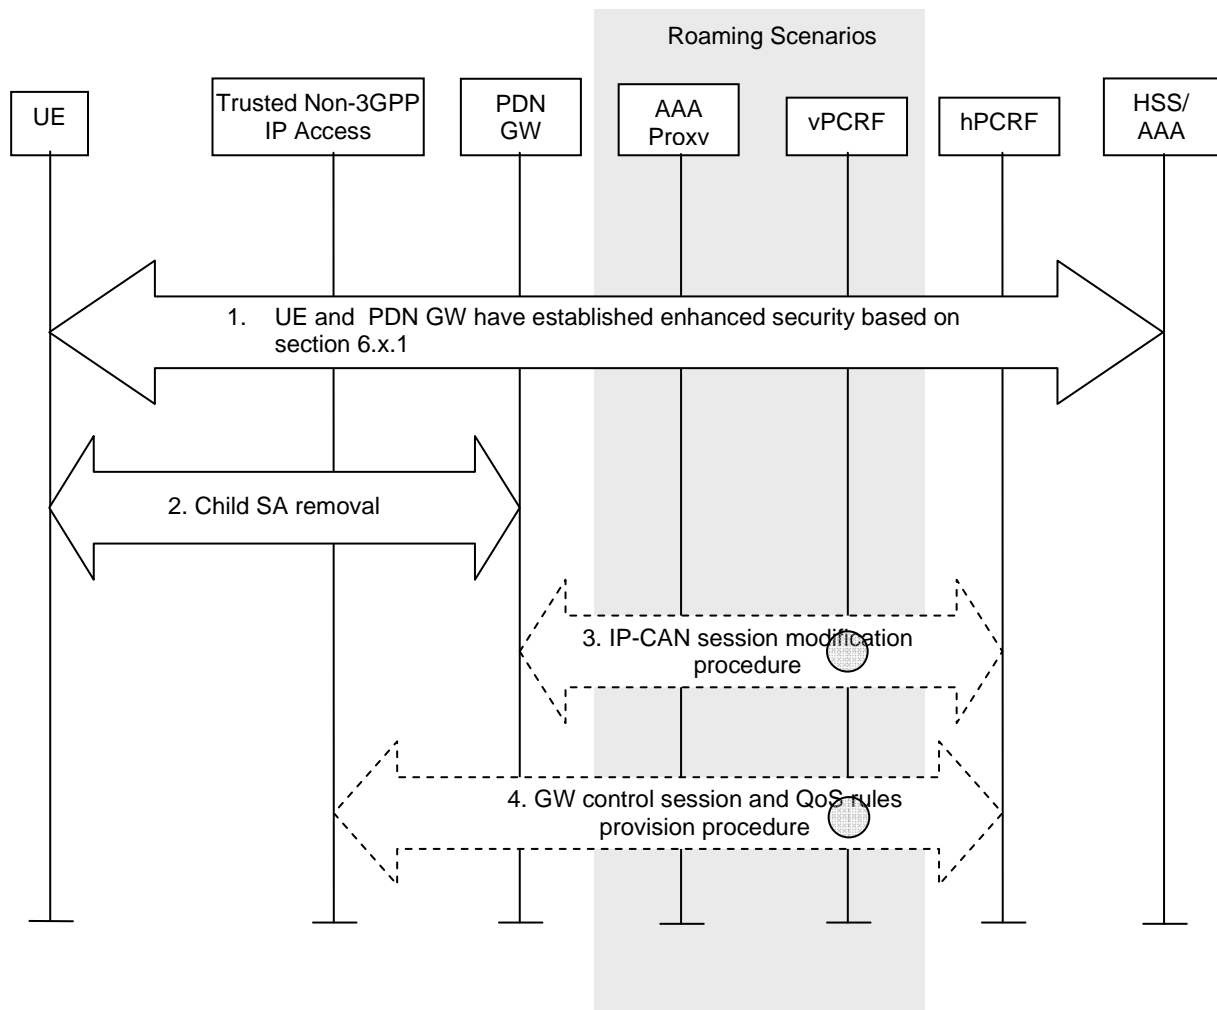 Roaming Scenarios
UE
Trusted Non-3GPP
IP Access
PDN
GW
AAA
Proxy
vPCRF
hPCRF
HSS/
AAA
1. UE and PDN GW have established enhanced security based on
section 6.x.1
2. Child SA removal
3. IP-CAN session modification
procedure
4. GW control session and QoS rules
provision procedure